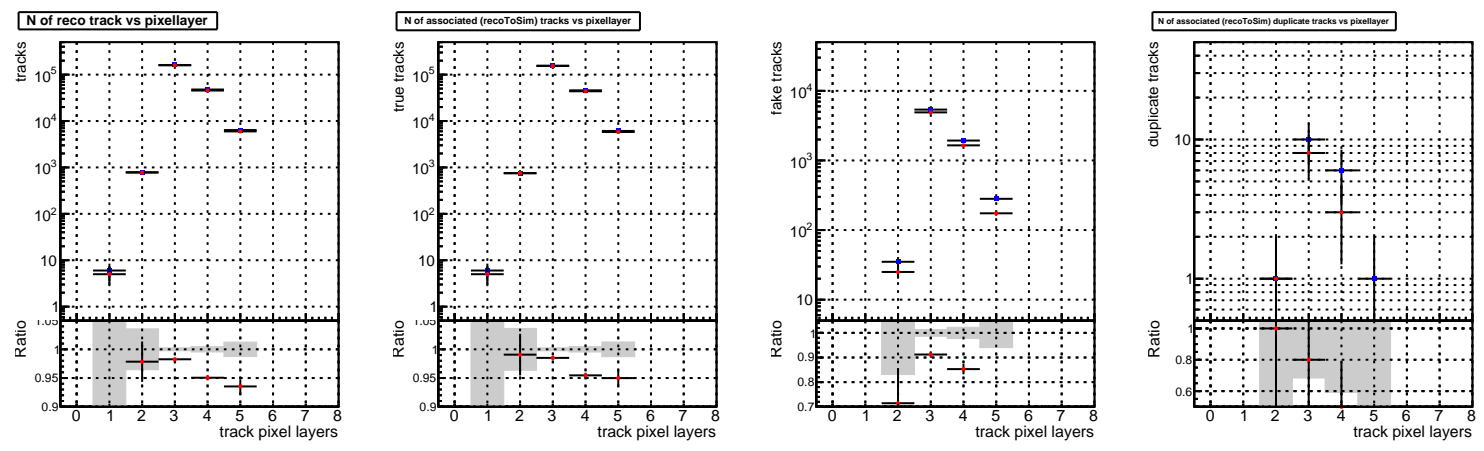 N of reco track vs pixellayer
tracks
10^5
10^4
10^3
10^2
10
1
Ratio
1.05
1
0.95
0.9
0 1 2 3 4 5 6 7 8
track pixel layers
N of associated (recoToSim) tracks vs pixellayer
true tracks
10^5
10^4
10^3
10^2
10
1
Ratio
1.05
1
0.95
0.9
0 1 2 3 4 5 6 7 8
track pixel layers
fake tracks
10^4
10^3
10^2
10
Ratio
1
0.9
0.8
0.7
0 1 2 3 4 5 6 7 8
track pixel layers
N of associated (recoToSim) duplicate tracks vs pixellayer
duplicate tracks
10
1
Ratio
1
0.8
0.6
0 1 2 3 4 5 6 7 8
track pixel layers